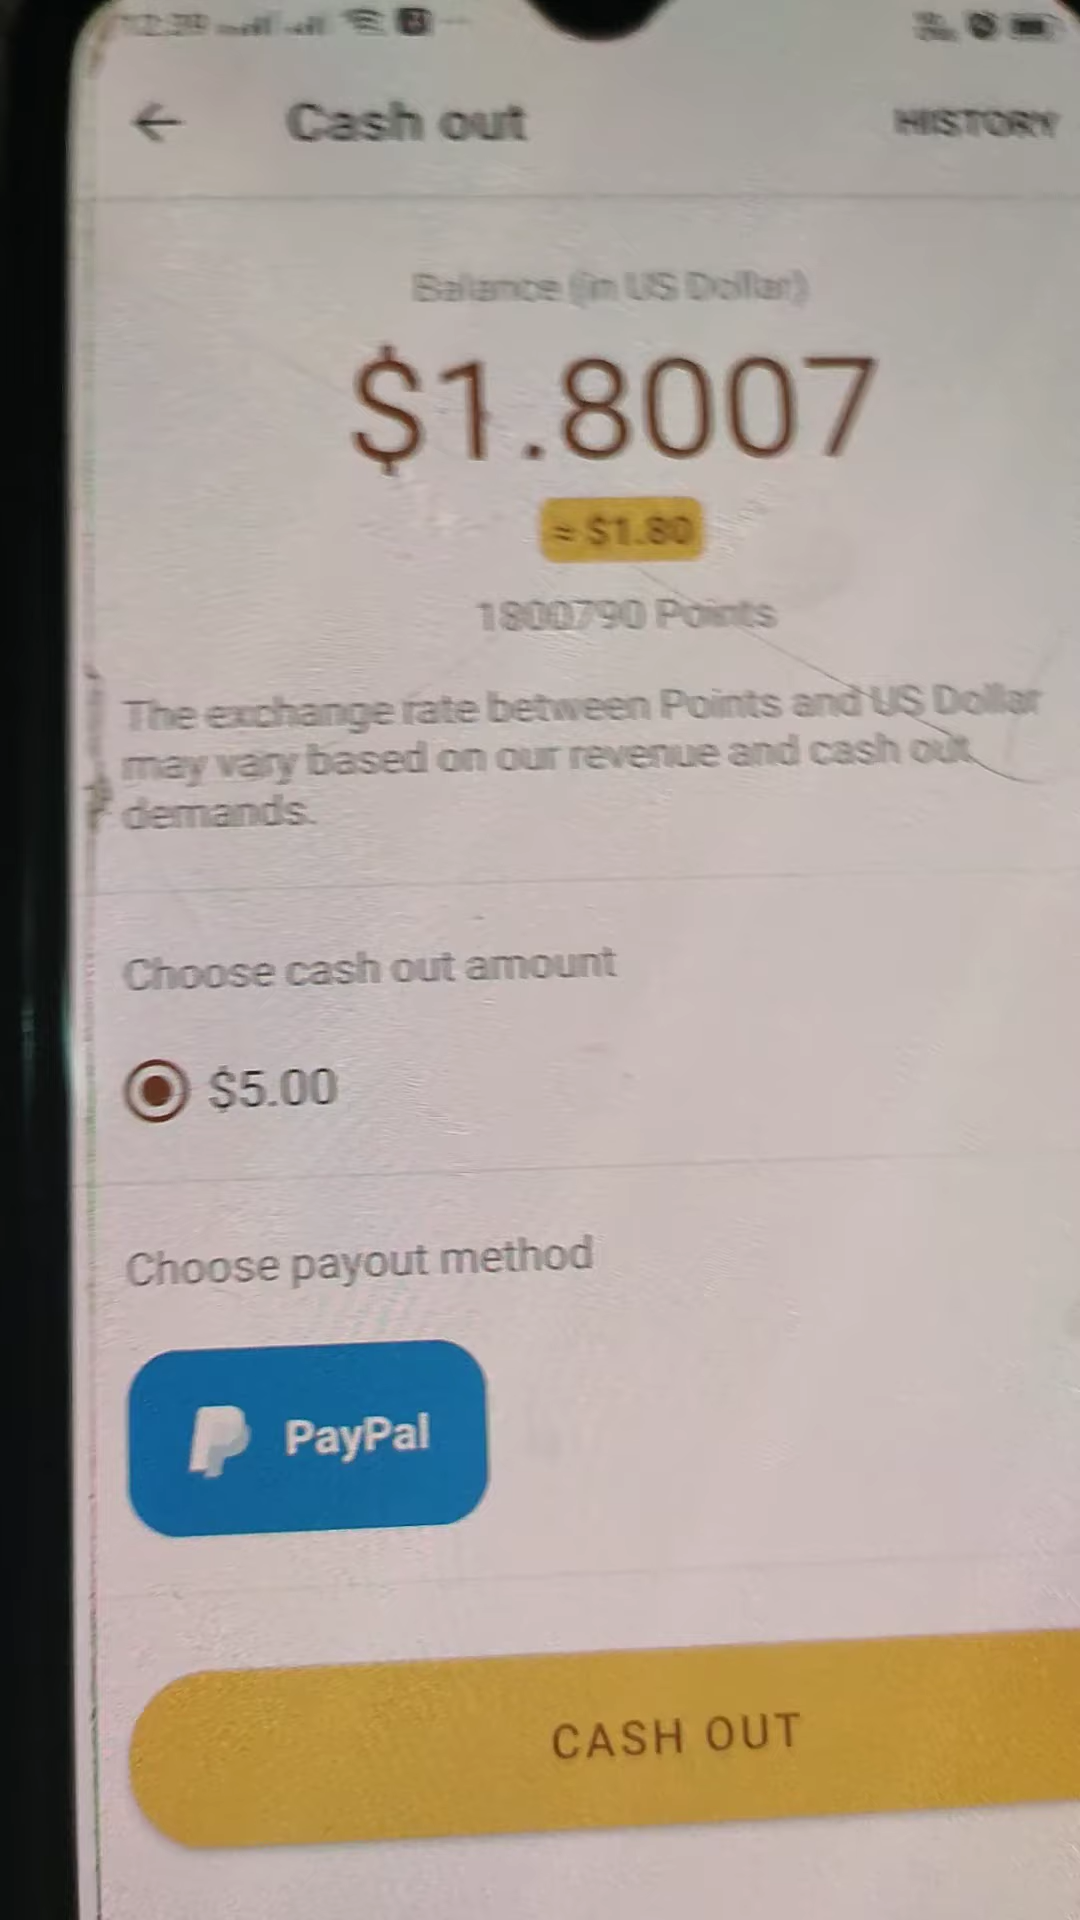 12:39
Cash out
HISTORY
Balance (in US Dollar)
$1.8007
≈ $1.80
1800790 Points
The exchange rate between Points and US Dollar
may vary based on our revenue and cash out
demands.
Choose cash out amount
$5.00
Choose payout method
PayPal
CASH OUT